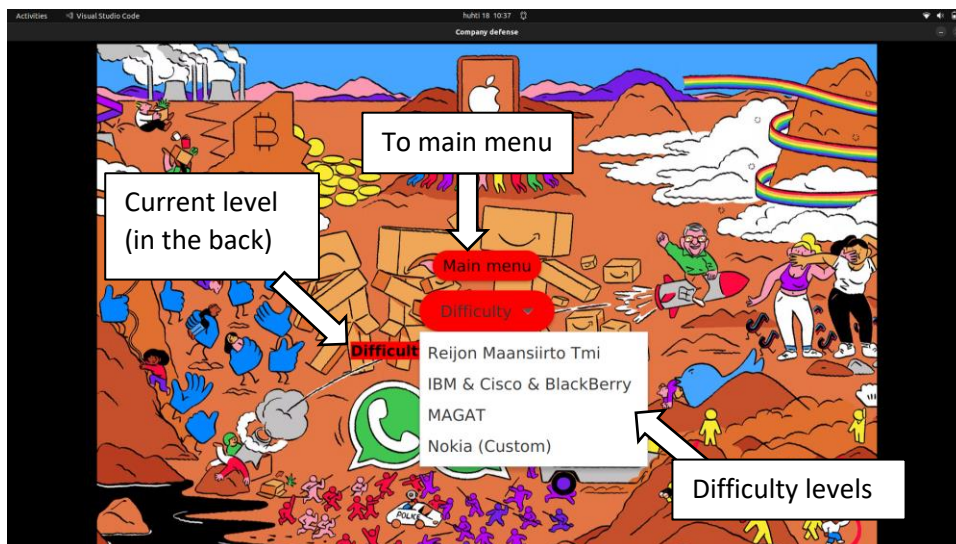 Activities
Visual Studio Code
huhti 18 10:37
Company defense
To main menu
Current level
(in the back)
Main menu
Difficulty
Difficult
Reijon Maansiirto Tmi
IBM & Cisco & BlackBerry
MAGAT
Nokia (Custom)
Difficulty levels
POLICE